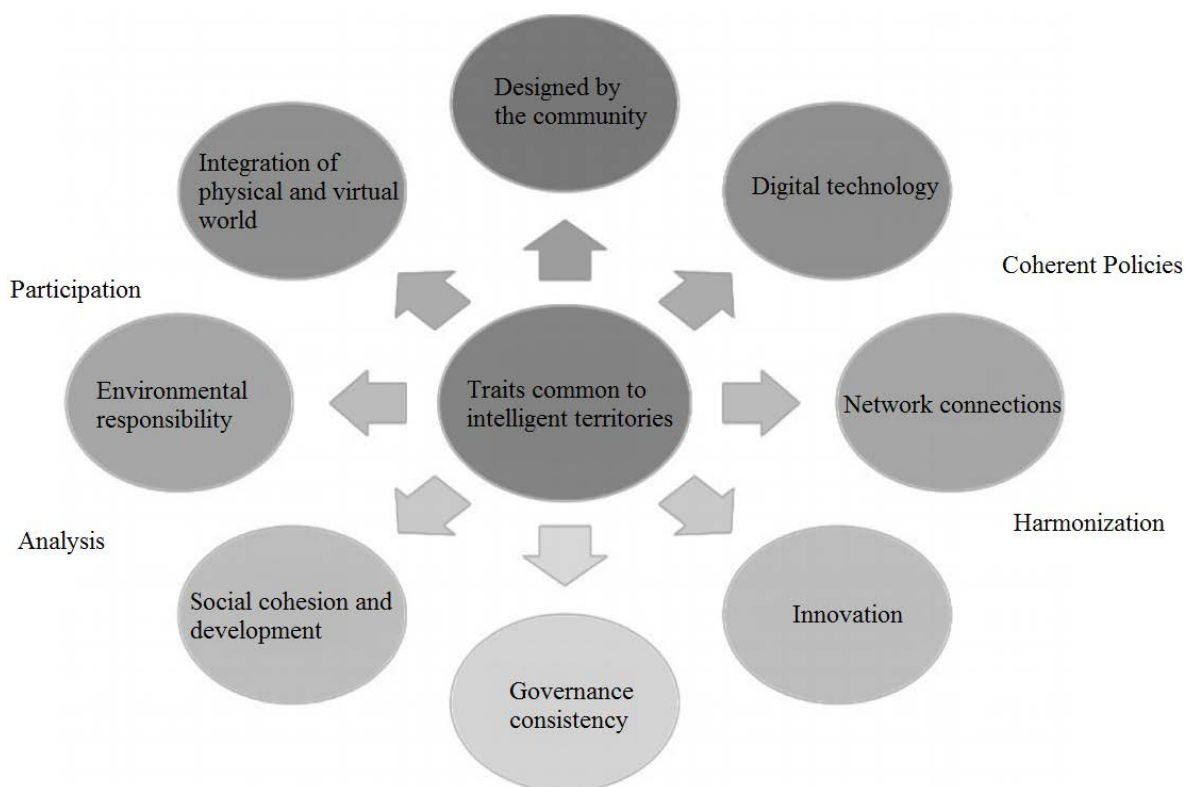 Designed by
the community
Integration of
physical and virtual
world
Digital technology
Coherent Policies
Participation
Environmental
responsibility
Traits common to
intelligent territories
Network connections
Analysis
Harmonization
Social cohesion and
development
Innovation
Governance
consistency